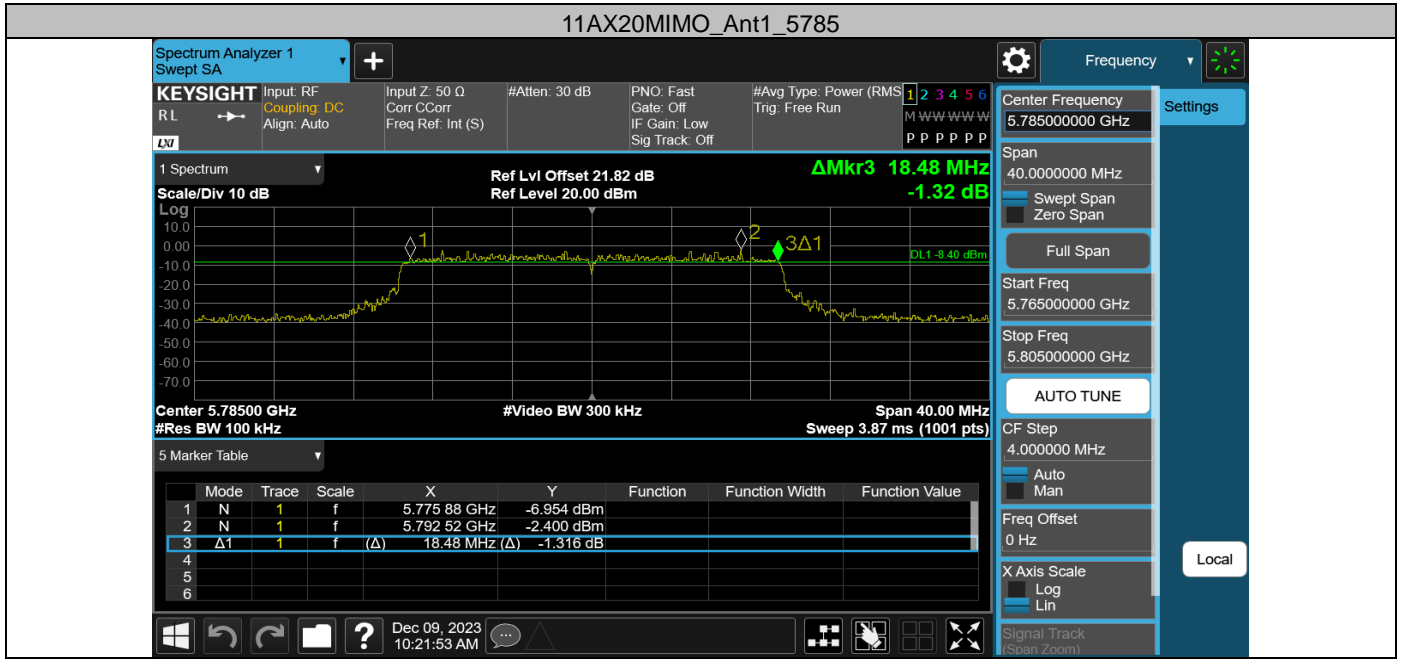 11AX20MIMO_Ant1_5785
Spectrum Analyzer 1
Swept SA
Frequency
KEYSIGHT
R L
LXI
Input: RF
Coupling: DC
Align: Auto
Input Z: 50 Ω
Corr CCorr
Freq Ref: Int (S)
#Atten: 30 dB
PNO: Fast
Gate: Off
IF Gain: Low
Sig Track: Off
#Avg Type: Power (RMS
Trig: Free Run
1 2 3 4 5 6
M W W W W W
P P P P P P
1 Spectrum
Scale/Div 10 dB
Ref Lvl Offset 21.82 dB
Ref Level 20.00 dBm
ΔMkr3 18.48 MHz
-1.32 dB
Log
10.0
0.00
-10.0
-20.0
-30.0
-40.0
-50.0
-60.0
-70.0
1
2
3Δ1
DL1 -8.40 dBm
Center 5.78500 GHz
#Res BW 100 kHz
#Video BW 300 kHz
Span 40.00 MHz
Sweep 3.87 ms (1001 pts)
5 Marker Table
Mode Trace Scale X Y Function Function Width Function Value
1 N 1 f 5.775 88 GHz -6.954 dBm
2 N 1 f 5.792 52 GHz -2.400 dBm
3 Δ1 1 f (Δ) 18.48 MHz (Δ) -1.316 dB
4
5
6
Dec 09, 2023
10:21:53 AM
Center Frequency
5.785000000 GHz
Settings
Span
40.0000000 MHz
Swept Span
Zero Span
Full Span
Start Freq
5.765000000 GHz
Stop Freq
5.805000000 GHz
AUTO TUNE
CF Step
4.000000 MHz
Auto
Man
Freq Offset
0 Hz
X Axis Scale
Log
Lin
Signal Track
(Span Zoom)
Local